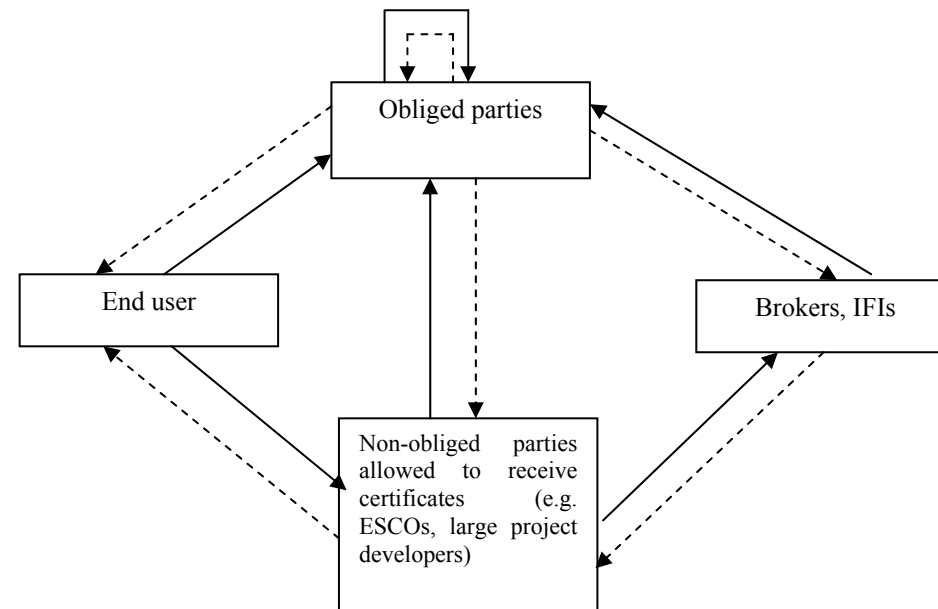 Obliged parties
End user
Brokers, IFIs
Non-obliged parties
allowed to receive
certificates (e.g.
ESCOs, large project
developers)